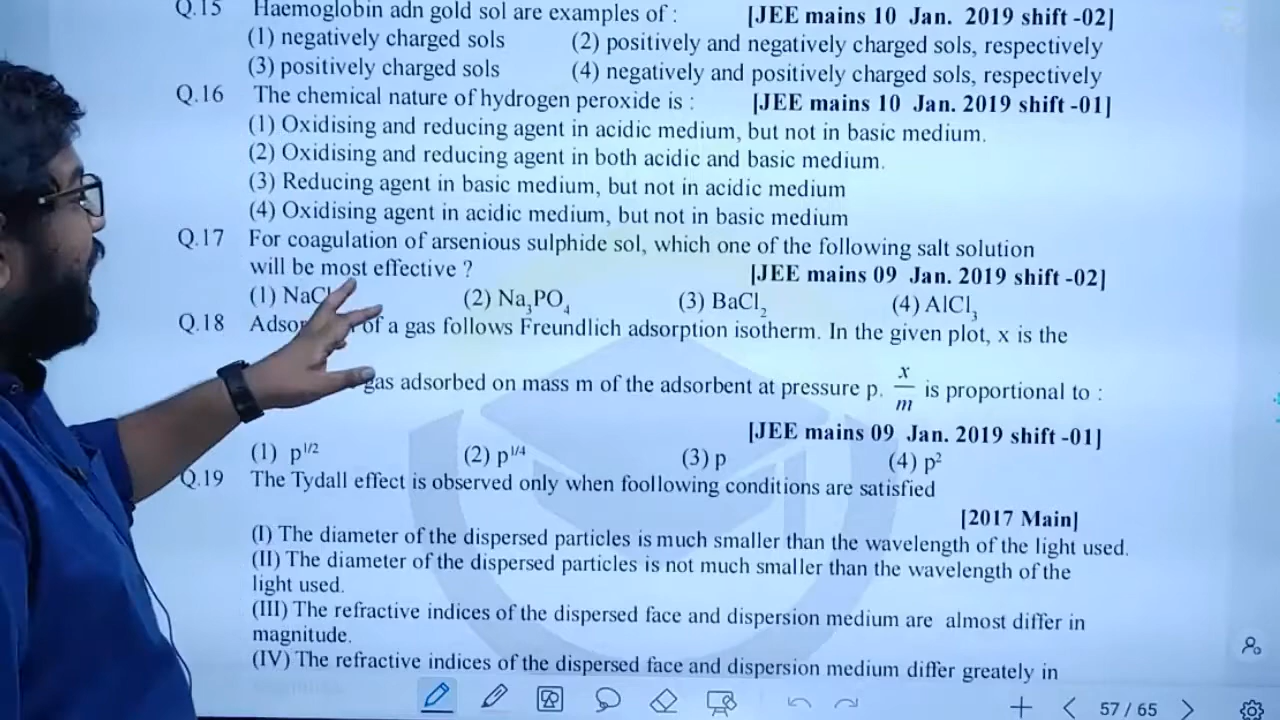 Q.15 Haemoglobin adn gold sol are examples of : [JEE mains 10 Jan. 2019 shift -02]
(1) negatively charged sols (2) positively and negatively charged sols, respectively
(3) positively charged sols (4) negatively and positively charged sols, respectively
Q.16 The chemical nature of hydrogen peroxide is : [JEE mains 10 Jan. 2019 shift -01]
(1) Oxidising and reducing agent in acidic medium, but not in basic medium.
(2) Oxidising and reducing agent in both acidic and basic medium.
(3) Reducing agent in basic medium, but not in acidic medium
(4) Oxidising agent in acidic medium, but not in basic medium
Q.17 For coagulation of arsenious sulphide sol, which one of the following salt solution
will be most effective ? [JEE mains 09 Jan. 2019 shift -02]
(1) NaCl (2) Na₃PO₄ (3) BaCl₂ (4) AlCl₃
Q.18 of a gas follows Freundlich adsorption isotherm. In the given plot, x is the
gas adsorbed on mass m of the adsorbent at pressure p. x/m is proportional to :
[JEE mains 09 Jan. 2019 shift -01]
(1) p^1/2 (2) p^1/4 (3) p (4) p²
Q.19 The Tydall effect is observed only when foollowing conditions are satisfied
[2017 Main]
(I) The diameter of the dispersed particles is much smaller than the wavelength of the light used.
(II) The diameter of the dispersed particles is not much smaller than the wavelength of the
light used.
(III) The refractive indices of the dispersed face and dispersion medium are almost differ in
magnitude.
(IV) The refractive indices of the dispersed face and dispersion medium differ greately in
57 / 65